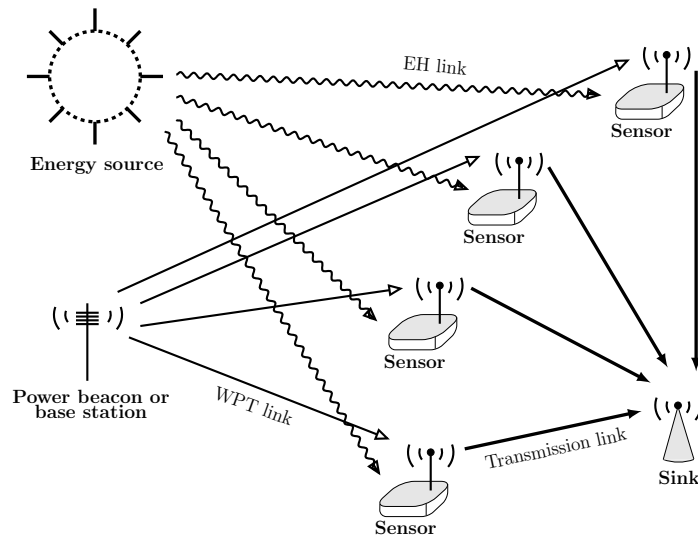 EH link
Sensor
Energy source
Sensor
Sensor
Power beacon or
base station
WPT link
Transmission link
Sink
Sensor